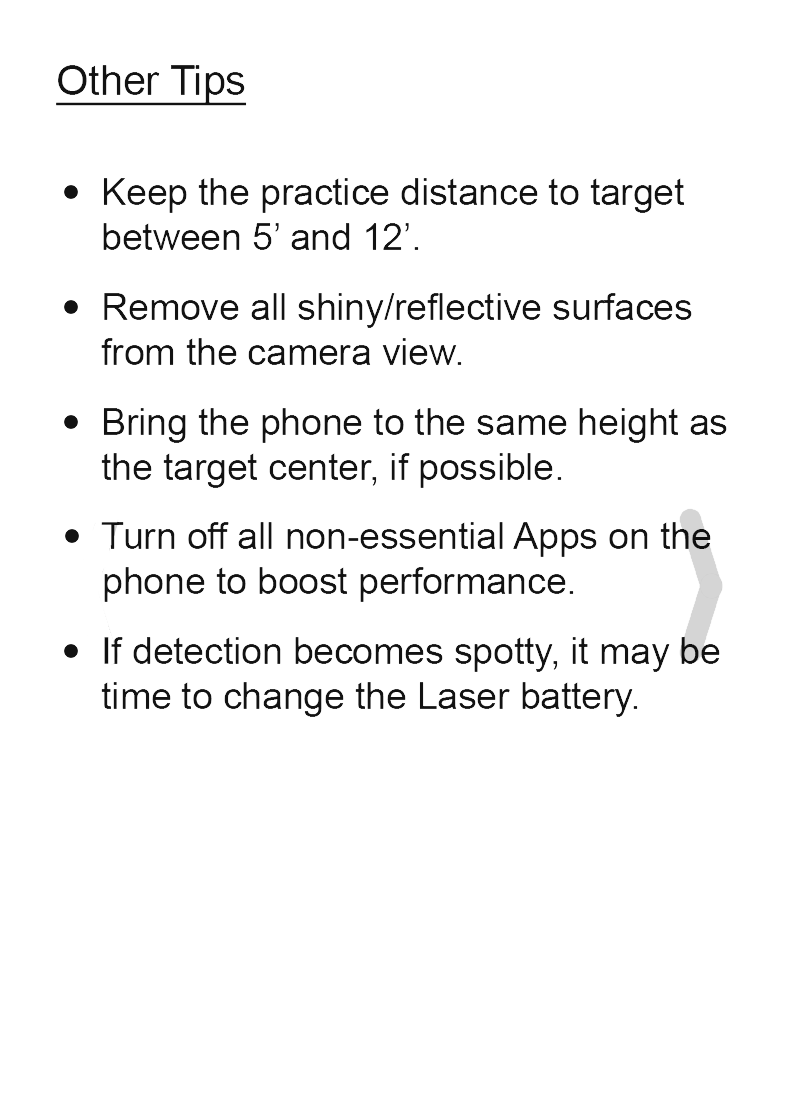 Other Tips
• Keep the practice distance to target
between 5’ and 12’.
• Remove all shiny/reflective surfaces
from the camera view.
• Bring the phone to the same height as
the target center, if possible.
• Turn off all non-essential Apps on the
phone to boost performance.
• If detection becomes spotty, it may be
time to change the Laser battery.